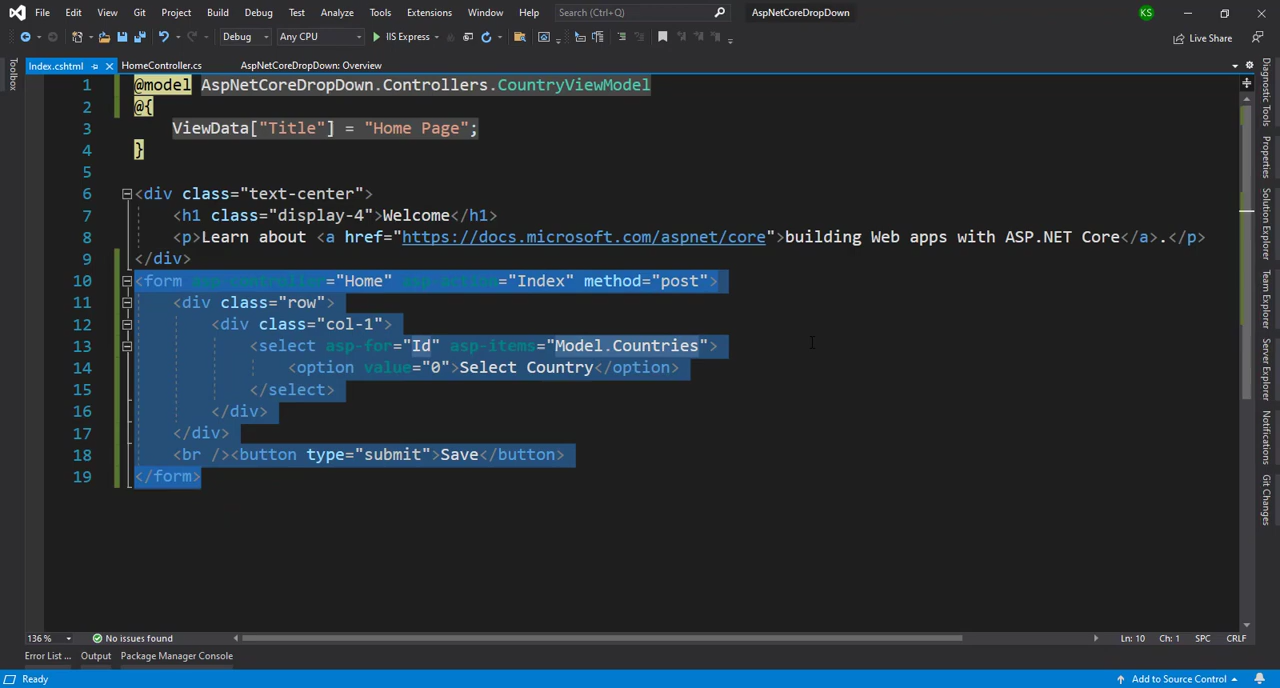 File Edit View Git Project Build Debug Test Analyze Tools Extensions Window Help Search (Ctrl+Q) AspNetCoreDropDown KS
Debug Any CPU IIS Express Live Share
Index.cshtml HomeController.cs AspNetCoreDropDown: Overview
Toolbox
1 @model AspNetCoreDropDown.Controllers.CountryViewModel
2 @{
3 ViewData["Title"] = "Home Page";
4 }
5
6 <div class="text-center">
7 <h1 class="display-4">Welcome</h1>
8 <p>Learn about <a href="https://docs.microsoft.com/aspnet/core">building Web apps with ASP.NET Core</a>.</p>
9 </div>
10 <form asp-controller="Home" asp-action="Index" method="post">
11 <div class="row">
12 <div class="col-1">
13 <select asp-for="Id" asp-items="Model.Countries">
14 <option value="0">Select Country</option>
15 </select>
16 </div>
17 </div>
18 <br /><button type="submit">Save</button>
19 </form>
Diagnostic Tools
Properties
Solution Explorer
Team Explorer
Server Explorer
Notifications
Git Changes
136 % No issues found Ln: 10 Ch: 1 SPC CRLF
Error List ... Output Package Manager Console
Ready Add to Source Control